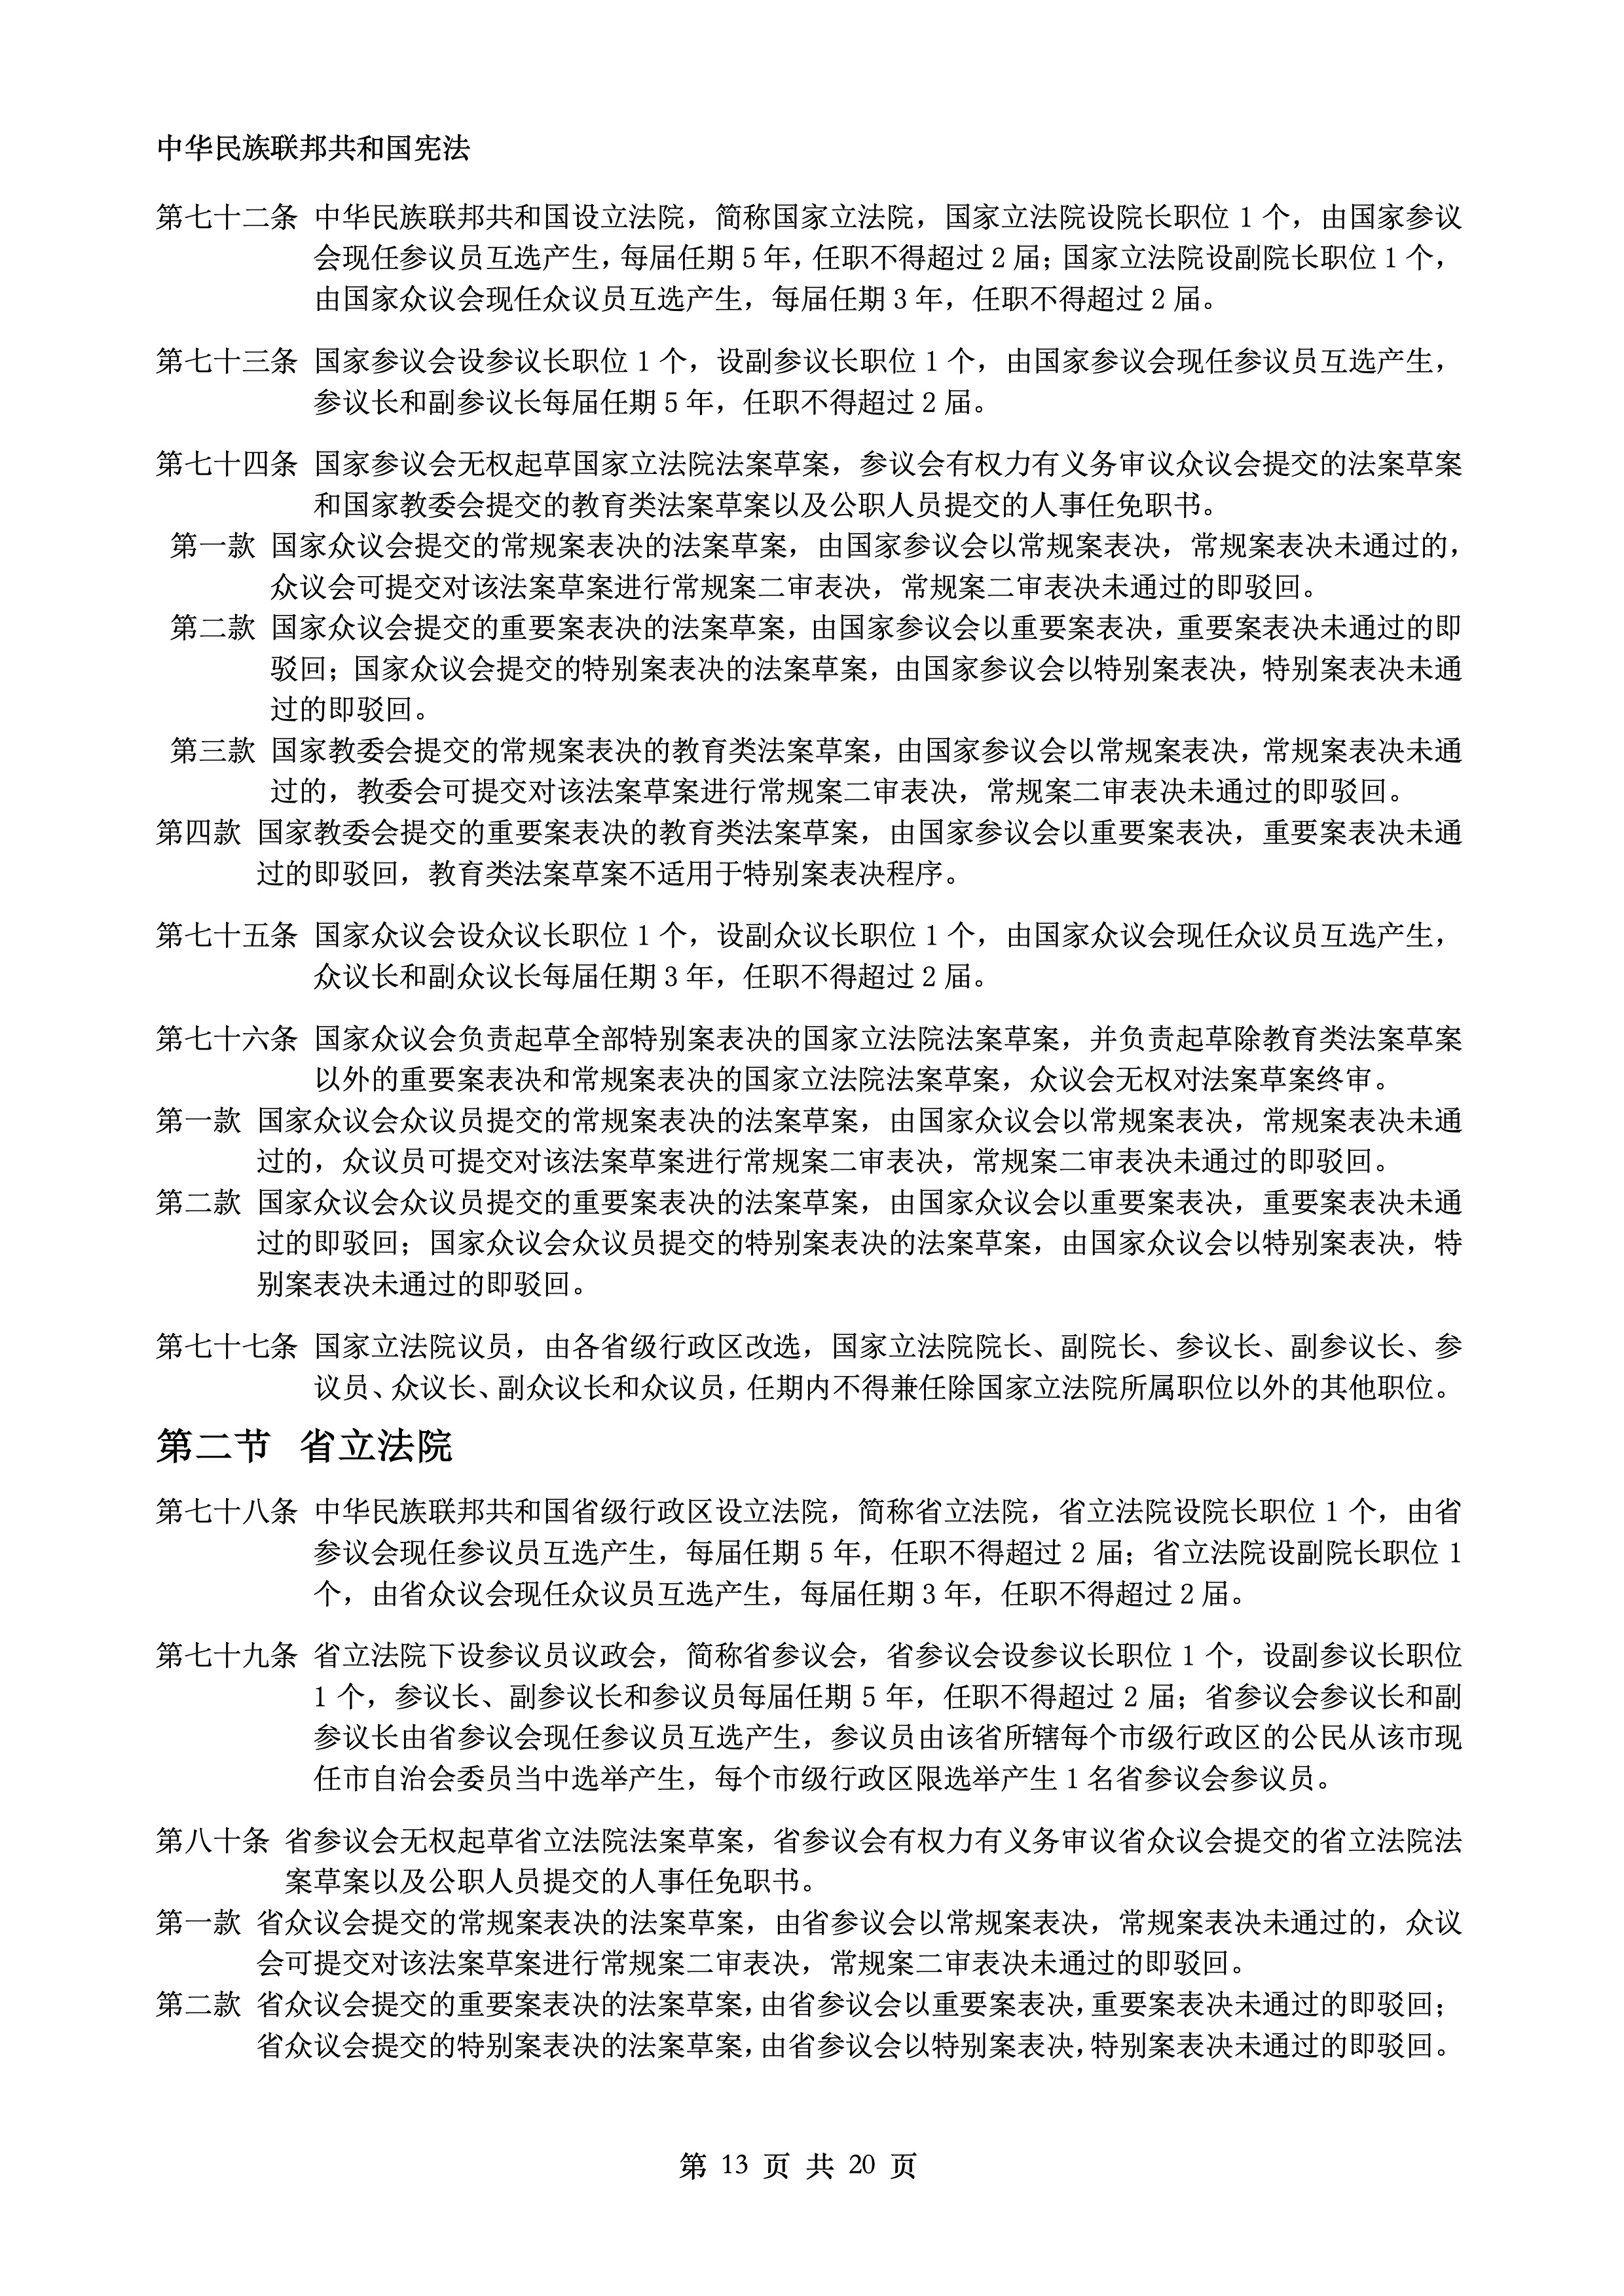 中华民族联邦共和国宪法
第七十二条 中华民族联邦共和国设立法院，简称国家立法院，国家立法院设院长职位 1 个，由国家参议
会现任参议员互选产生，每届任期 5 年，任职不得超过 2 届；国家立法院设副院长职位 1 个，
由国家众议会现任众议员互选产生，每届任期 3 年，任职不得超过 2 届。
第七十三条 国家参议会设参议长职位 1 个，设副参议长职位 1 个，由国家参议会现任参议员互选产生，
参议长和副参议长每届任期 5 年，任职不得超过 2 届。
第七十四条 国家参议会无权起草国家立法院法案草案，参议会有权力有义务审议众议会提交的法案草案
和国家教委会提交的教育类法案草案以及公职人员提交的人事任免职书。
第一款 国家众议会提交的常规案表决的法案草案，由国家参议会以常规案表决，常规案表决未通过的，
众议会可提交对该法案草案进行常规案二审表决，常规案二审表决未通过的即驳回。
第二款 国家众议会提交的重要案表决的法案草案，由国家参议会以重要案表决，重要案表决未通过的即
驳回；国家众议会提交的特别案表决的法案草案，由国家参议会以特别案表决，特别案表决未通
过的即驳回。
第三款 国家教委会提交的常规案表决的教育类法案草案，由国家参议会以常规案表决，常规案表决未通
过的，教委会可提交对该法案草案进行常规案二审表决，常规案二审表决未通过的即驳回。
第四款 国家教委会提交的重要案表决的教育类法案草案，由国家参议会以重要案表决，重要案表决未通
过的即驳回，教育类法案草案不适用于特别案表决程序。
第七十五条 国家众议会设众议长职位 1 个，设副众议长职位 1 个，由国家众议会现任众议员互选产生，
众议长和副众议长每届任期 3 年，任职不得超过 2 届。
第七十六条 国家众议会负责起草全部特别案表决的国家立法院法案草案，并负责起草除教育类法案草案
以外的重要案表决和常规案表决的国家立法院法案草案，众议会无权对法案草案终审。
第一款 国家众议会众议员提交的常规案表决的法案草案，由国家众议会以常规案表决，常规案表决未通
过的，众议员可提交对该法案草案进行常规案二审表决，常规案二审表决未通过的即驳回。
第二款 国家众议会众议员提交的重要案表决的法案草案，由国家众议会以重要案表决，重要案表决未通
过的即驳回；国家众议会众议员提交的特别案表决的法案草案，由国家众议会以特别案表决，特
别案表决未通过的即驳回。
第七十七条 国家立法院议员，由各省级行政区改选，国家立法院院长、副院长、参议长、副参议长、参
议员、众议长、副众议长和众议员，任期内不得兼任除国家立法院所属职位以外的其他职位。
第二节 省立法院
第七十八条 中华民族联邦共和国省级行政区设立法院，简称省立法院，省立法院设院长职位 1 个，由省
参议会现任参议员互选产生，每届任期 5 年，任职不得超过 2 届；省立法院设副院长职位 1
个，由省众议会现任众议员互选产生，每届任期 3 年，任职不得超过 2 届。
第七十九条 省立法院下设参议员议政会，简称省参议会，省参议会设参议长职位 1 个，设副参议长职位
1 个，参议长、副参议长和参议员每届任期 5 年，任职不得超过 2 届；省参议会参议长和副
参议长由省参议会现任参议员互选产生，参议员由该省所辖每个市级行政区的公民从该市现
任市自治会委员当中选举产生，每个市级行政区限选举产生 1 名省参议会参议员。
第八十条 省参议会无权起草省立法院法案草案，省参议会有权力有义务审议省众议会提交的省立法院法
案草案以及公职人员提交的人事任免职书。
第一款 省众议会提交的常规案表决的法案草案，由省参议会以常规案表决，常规案表决未通过的，众议
会可提交对该法案草案进行常规案二审表决，常规案二审表决未通过的即驳回。
第二款 省众议会提交的重要案表决的法案草案，由省参议会以重要案表决，重要案表决未通过的即驳回；
省众议会提交的特别案表决的法案草案，由省参议会以特别案表决，特别案表决未通过的即驳回。
第 13 页 共 20 页